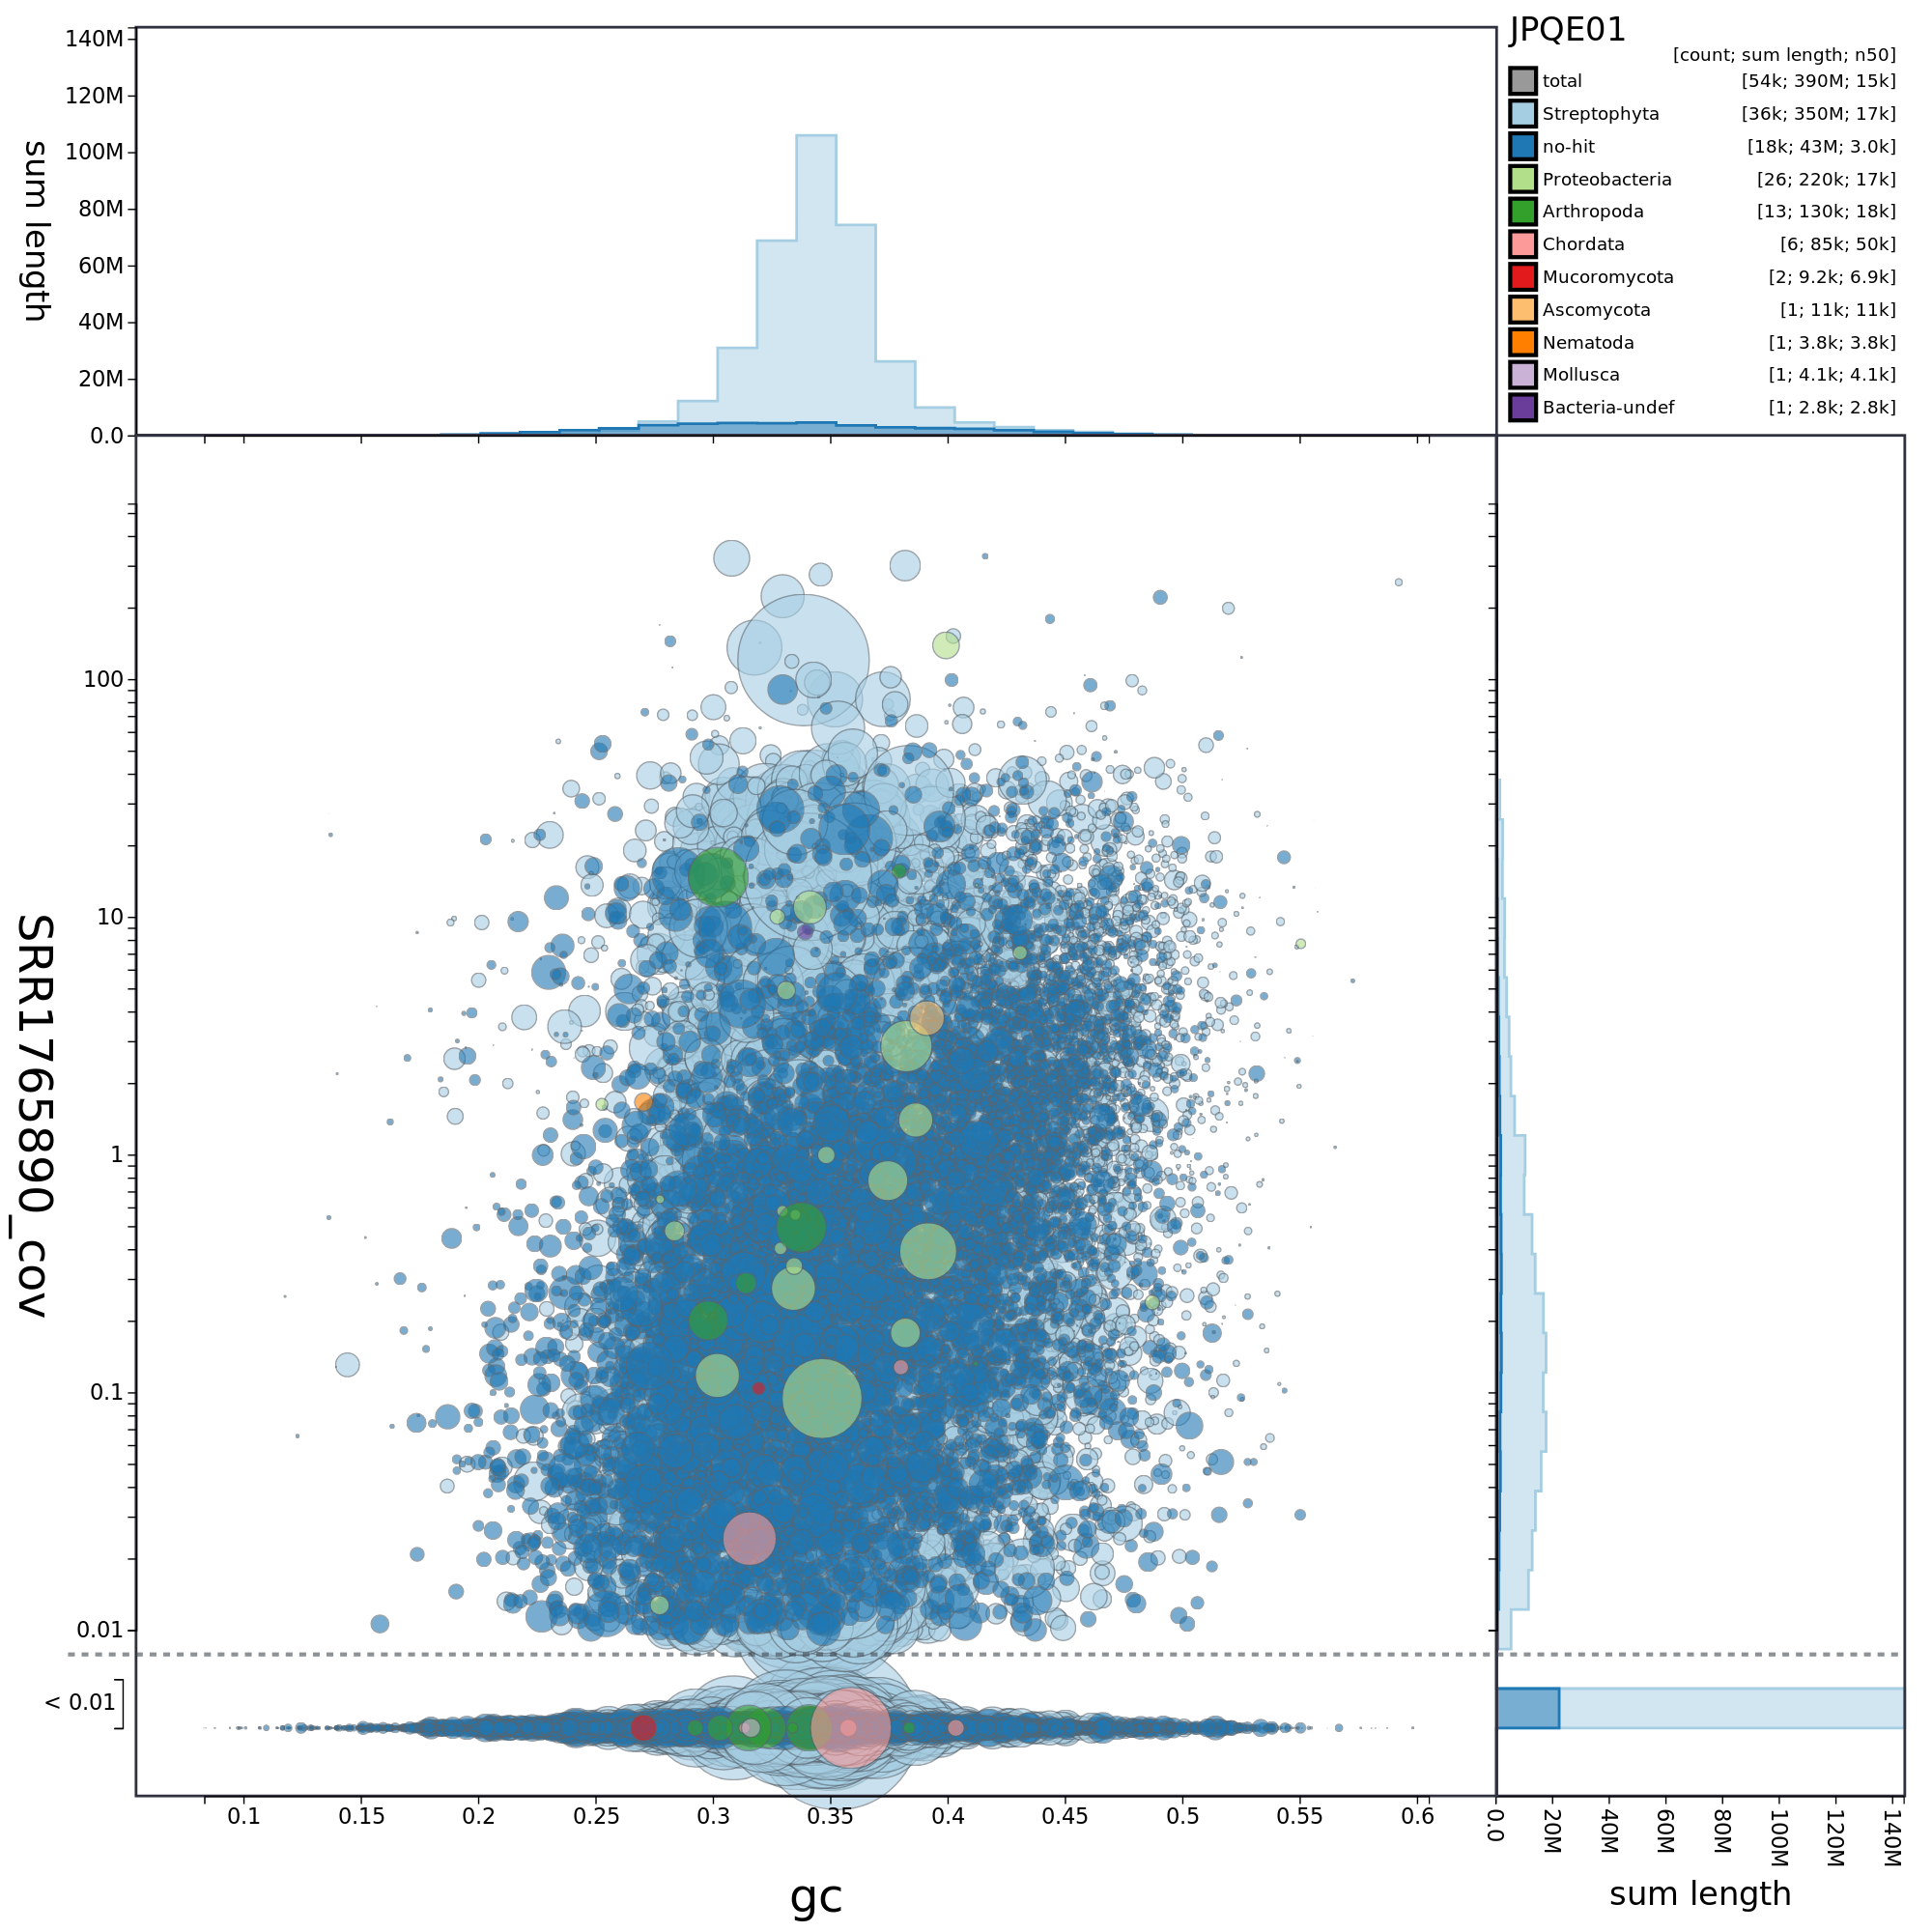 JPQE01
[count; sum length; n50]
total [54k; 390M; 15k]
Streptophyta [36k; 350M; 17k]
no-hit [18k; 43M; 3.0k]
Proteobacteria [26; 220k; 17k]
Arthropoda [13; 130k; 18k]
Chordata [6; 85k; 50k]
Mucoromycota [2; 9.2k; 6.9k]
Ascomycota [1; 11k; 11k]
Nematoda [1; 3.8k; 3.8k]
Mollusca [1; 4.1k; 4.1k]
Bacteria-undef [1; 2.8k; 2.8k]
sum length
140M
120M
100M
80M
60M
40M
20M
0.0
SRR1765890_cov
100
10
1
0.1
0.01
< 0.01
0.1 0.15 0.2 0.25 0.3 0.35 0.4 0.45 0.5 0.55 0.6
gc
0.0 20M 40M 60M 80M 100M 120M 140M
sum length